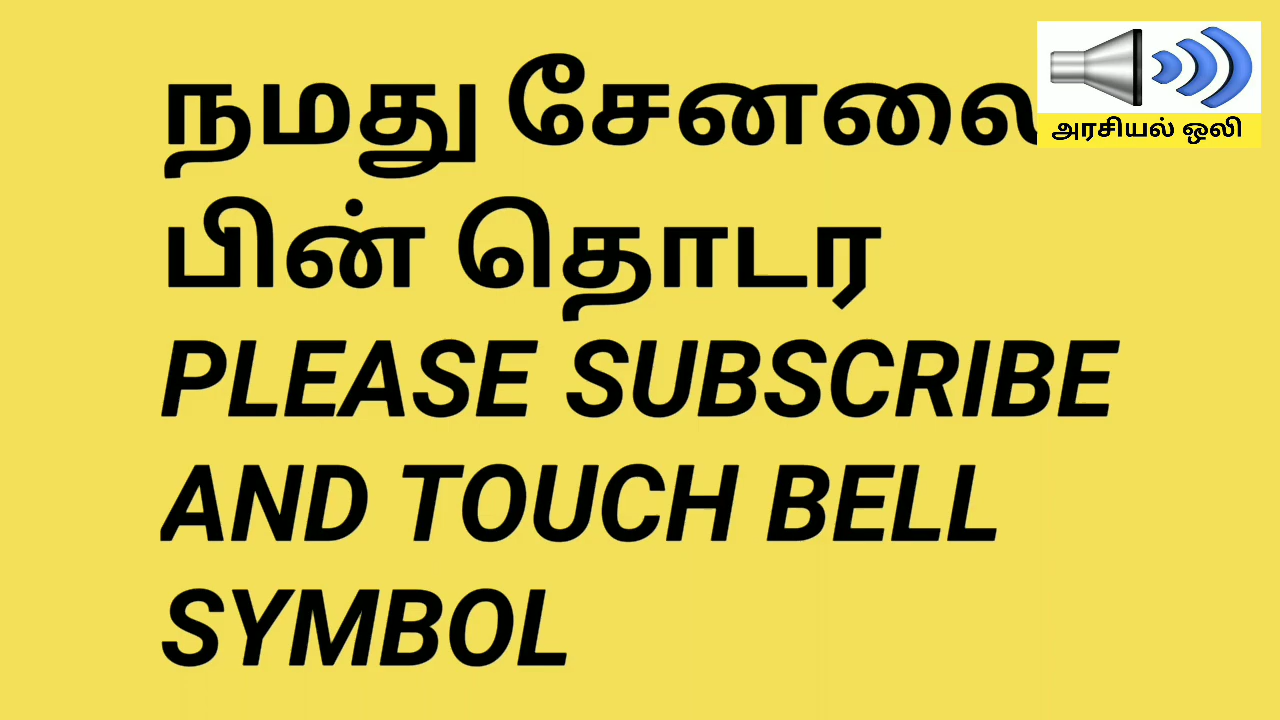 நமது சேனலை
பின் தொடர
PLEASE SUBSCRIBE
AND TOUCH BELL
SYMBOL
அரசியல் ஒலி